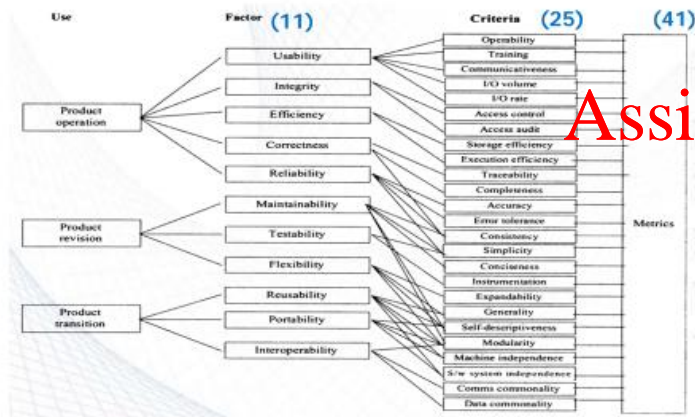 Use Factor (11) Criteria (25) (41)
Product operation
Product revision
Product transition
Usability
Integrity
Efficiency
Correctness
Reliability
Maintainability
Testability
Flexibility
Reusability
Portability
Interoperability
Operability
Training
Communicativeness
I/O volume
I/O rate
Access control
Access audit
Storage efficiency
Execution efficiency
Traceability
Completeness
Accuracy
Error tolerance
Consistency
Simplicity
Conciseness
Instrumentation
Expandability
Generality
Self-descriptiveness
Modularity
Machine independence
S/w system independence
Comms commonality
Data commonality
Metrics
Assi